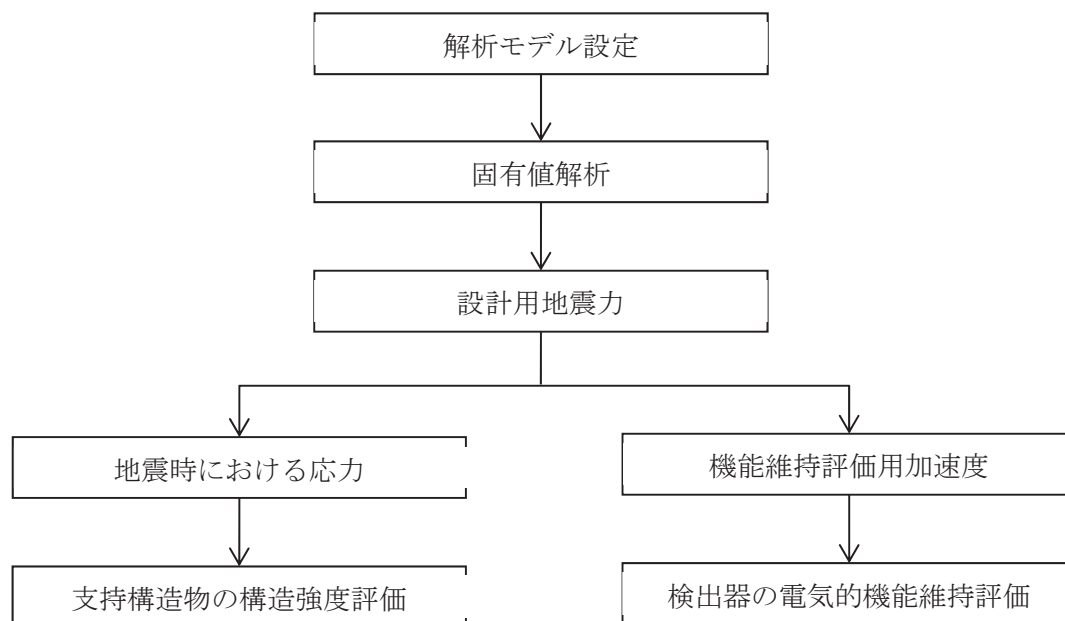 解析モデル設定
固有値解析
設計用地震力
地震時における応力
機能維持評価用加速度
支持構造物の構造強度評価
検出器の電気的機能維持評価